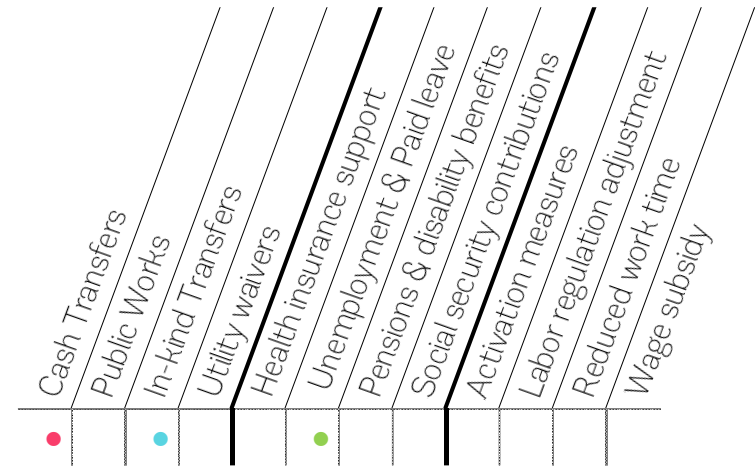 Cash Transfers
Public Works
In-kind Transfers
Utility waivers
Health insurance support
Unemployment & Paid leave
Pensions & disability benefits
Social security contributions
Activation measures
Labor regulation adjustment
Reduced work time
Wage subsidy